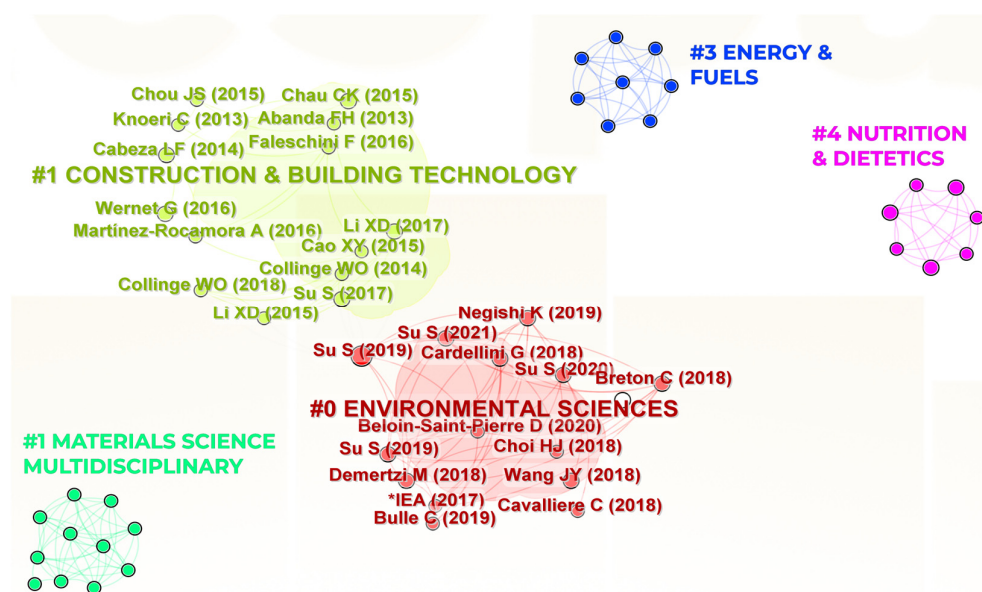 #3 ENERGY &
FUELS
Chou JS (2015)
Chau CK (2015)
Knoeri C (2013)
Abanda FH (2013)
Cabeza LF (2014)
Faleschini F (2016)
#4 NUTRITION
& DIETETICS
#1 CONSTRUCTION & BUILDING TECHNOLOGY
Wernet G (2016)
Martínez-Rocamora A (2016)
Li XD (2017)
Cao XY (2015)
Collinge WO (2014)
Collinge WO (2018)
Su S (2017)
Li XD (2015)
Negishi K (2019)
Su S (2021)
Su S (2019)
Cardellini G (2018)
Su S (2020)
Breton C (2018)
#0 ENVIRONMENTAL SCIENCES
Beloin-Saint-Pierre D (2020)
Su S (2019)
Choi HJ (2018)
Demertzi M (2018)
Wang JY (2018)
*IEA (2017)
Cavalliere C (2018)
Bulle C (2019)
#1 MATERIALS SCIENCE
MULTIDISCIPLINARY